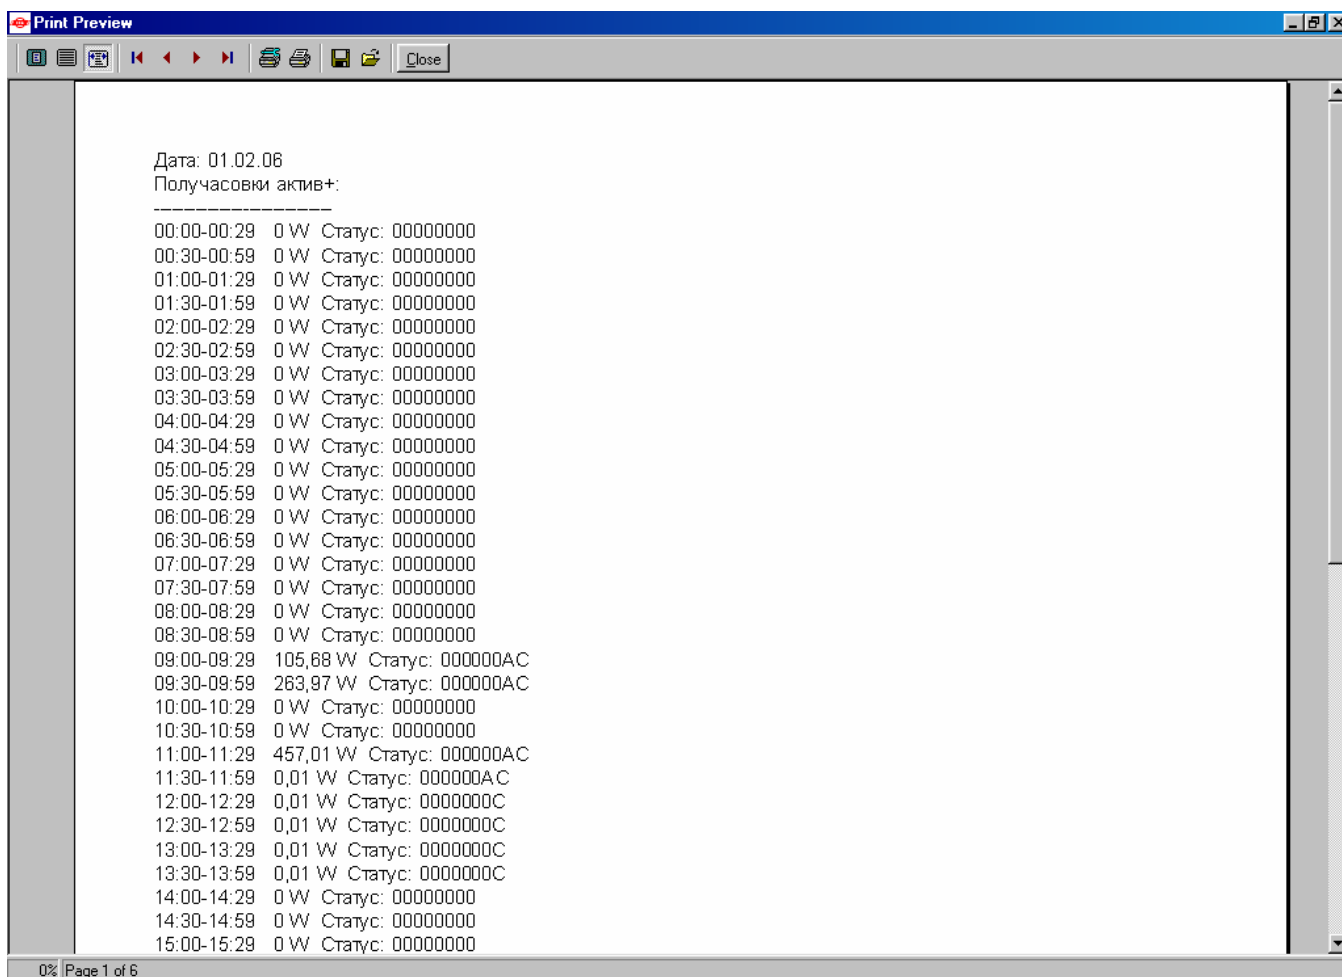 Print Preview
Close
Дата: 01.02.06
Получасовки актив+:
-----------------
00:00-00:29 0 W Статус: 00000000
00:30-00:59 0 W Статус: 00000000
01:00-01:29 0 W Статус: 00000000
01:30-01:59 0 W Статус: 00000000
02:00-02:29 0 W Статус: 00000000
02:30-02:59 0 W Статус: 00000000
03:00-03:29 0 W Статус: 00000000
03:30-03:59 0 W Статус: 00000000
04:00-04:29 0 W Статус: 00000000
04:30-04:59 0 W Статус: 00000000
05:00-05:29 0 W Статус: 00000000
05:30-05:59 0 W Статус: 00000000
06:00-06:29 0 W Статус: 00000000
06:30-06:59 0 W Статус: 00000000
07:00-07:29 0 W Статус: 00000000
07:30-07:59 0 W Статус: 00000000
08:00-08:29 0 W Статус: 00000000
08:30-08:59 0 W Статус: 00000000
09:00-09:29 105,68 W Статус: 000000AC
09:30-09:59 263,97 W Статус: 000000AC
10:00-10:29 0 W Статус: 00000000
10:30-10:59 0 W Статус: 00000000
11:00-11:29 457,01 W Статус: 000000AC
11:30-11:59 0,01 W Статус: 000000AC
12:00-12:29 0,01 W Статус: 0000000C
12:30-12:59 0,01 W Статус: 0000000C
13:00-13:29 0,01 W Статус: 0000000C
13:30-13:59 0,01 W Статус: 0000000C
14:00-14:29 0 W Статус: 00000000
14:30-14:59 0 W Статус: 00000000
15:00-15:29 0 W Статус: 00000000
0% Page 1 of 6